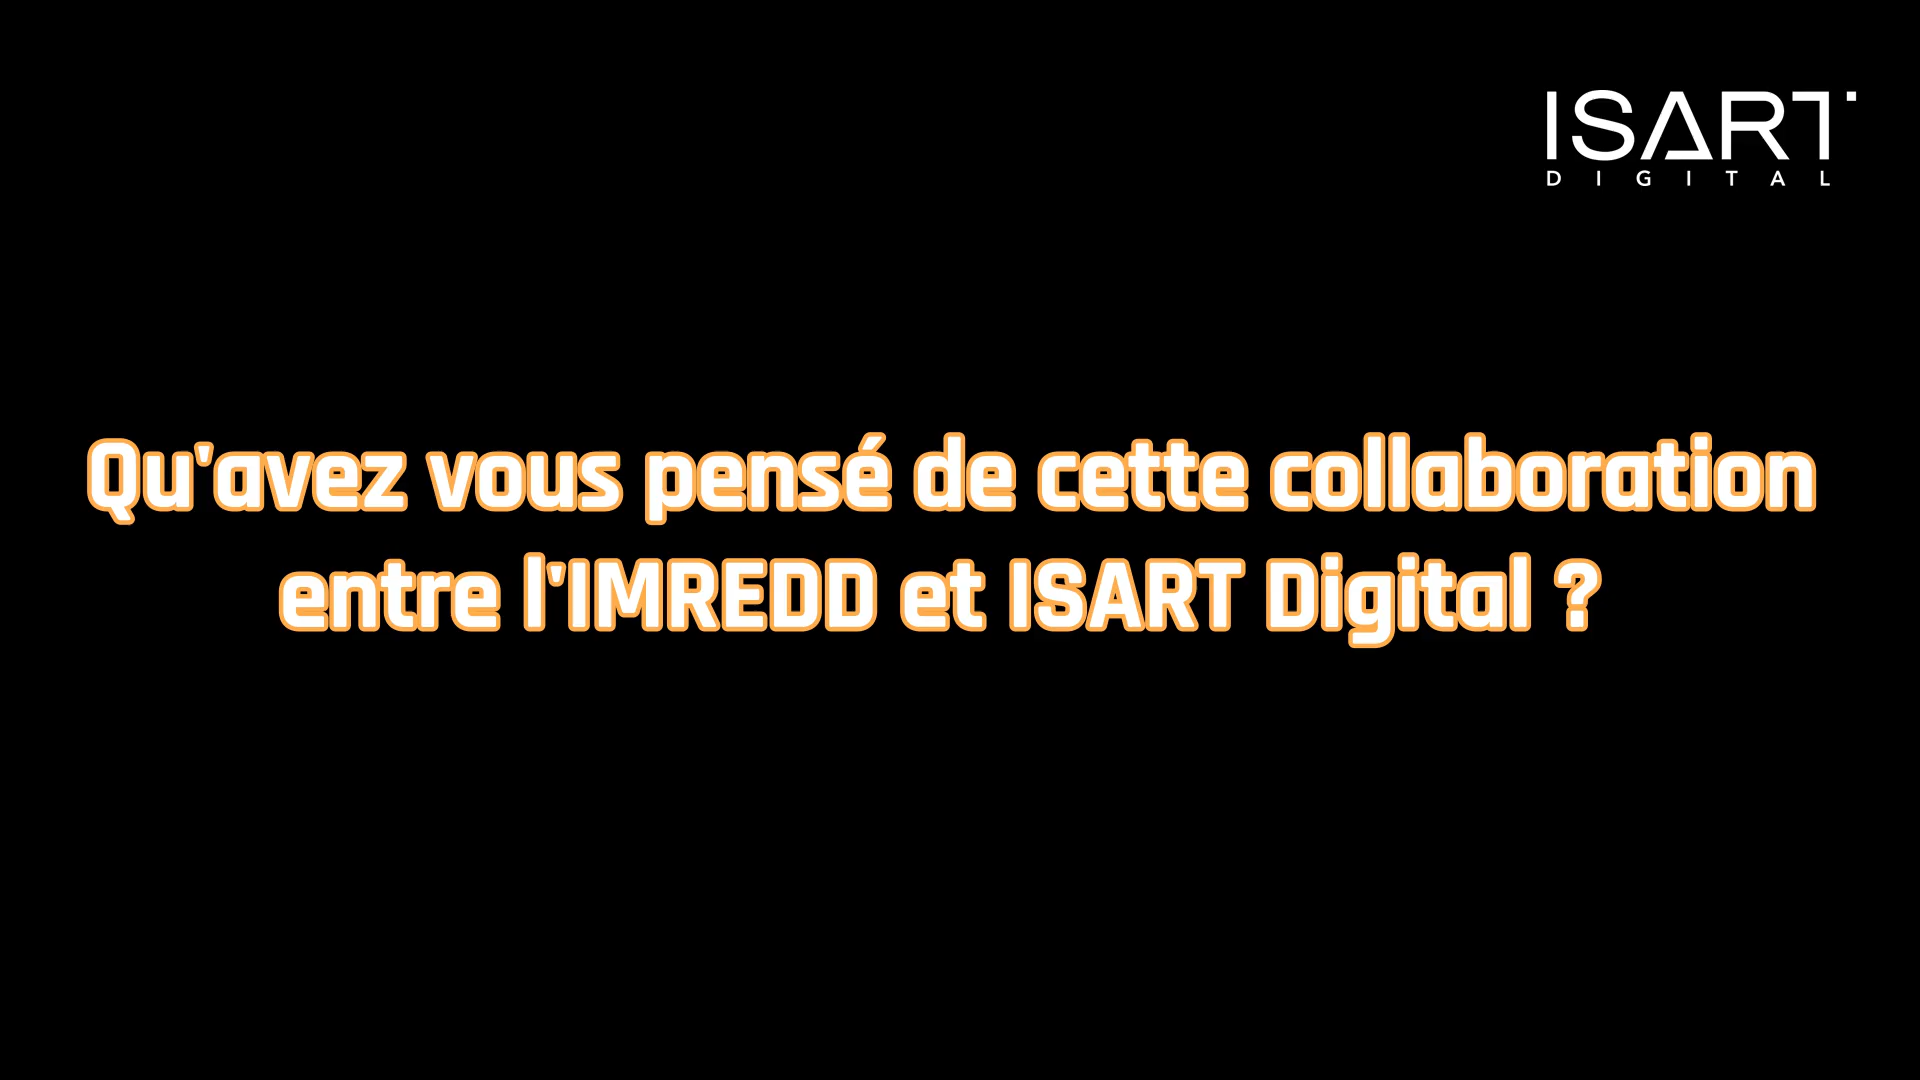 ISART
DIGITAL
Qu'avez vous pensé de cette collaboration
entre l'IMREDD et ISART Digital ?